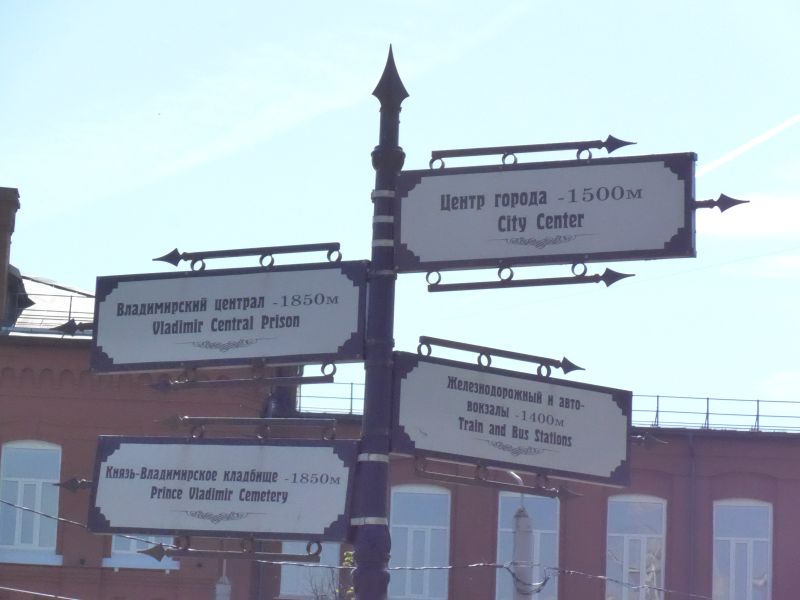 Центр города -1500м
City Center
Владимирский централ -1850м
Vladimir Central Prison
Железнодорожный и авто-
вокзалы -1400м
Train and Bus Stations
Князь-Владимирское кладбище -1850м
Prince Vladimir Cemetery